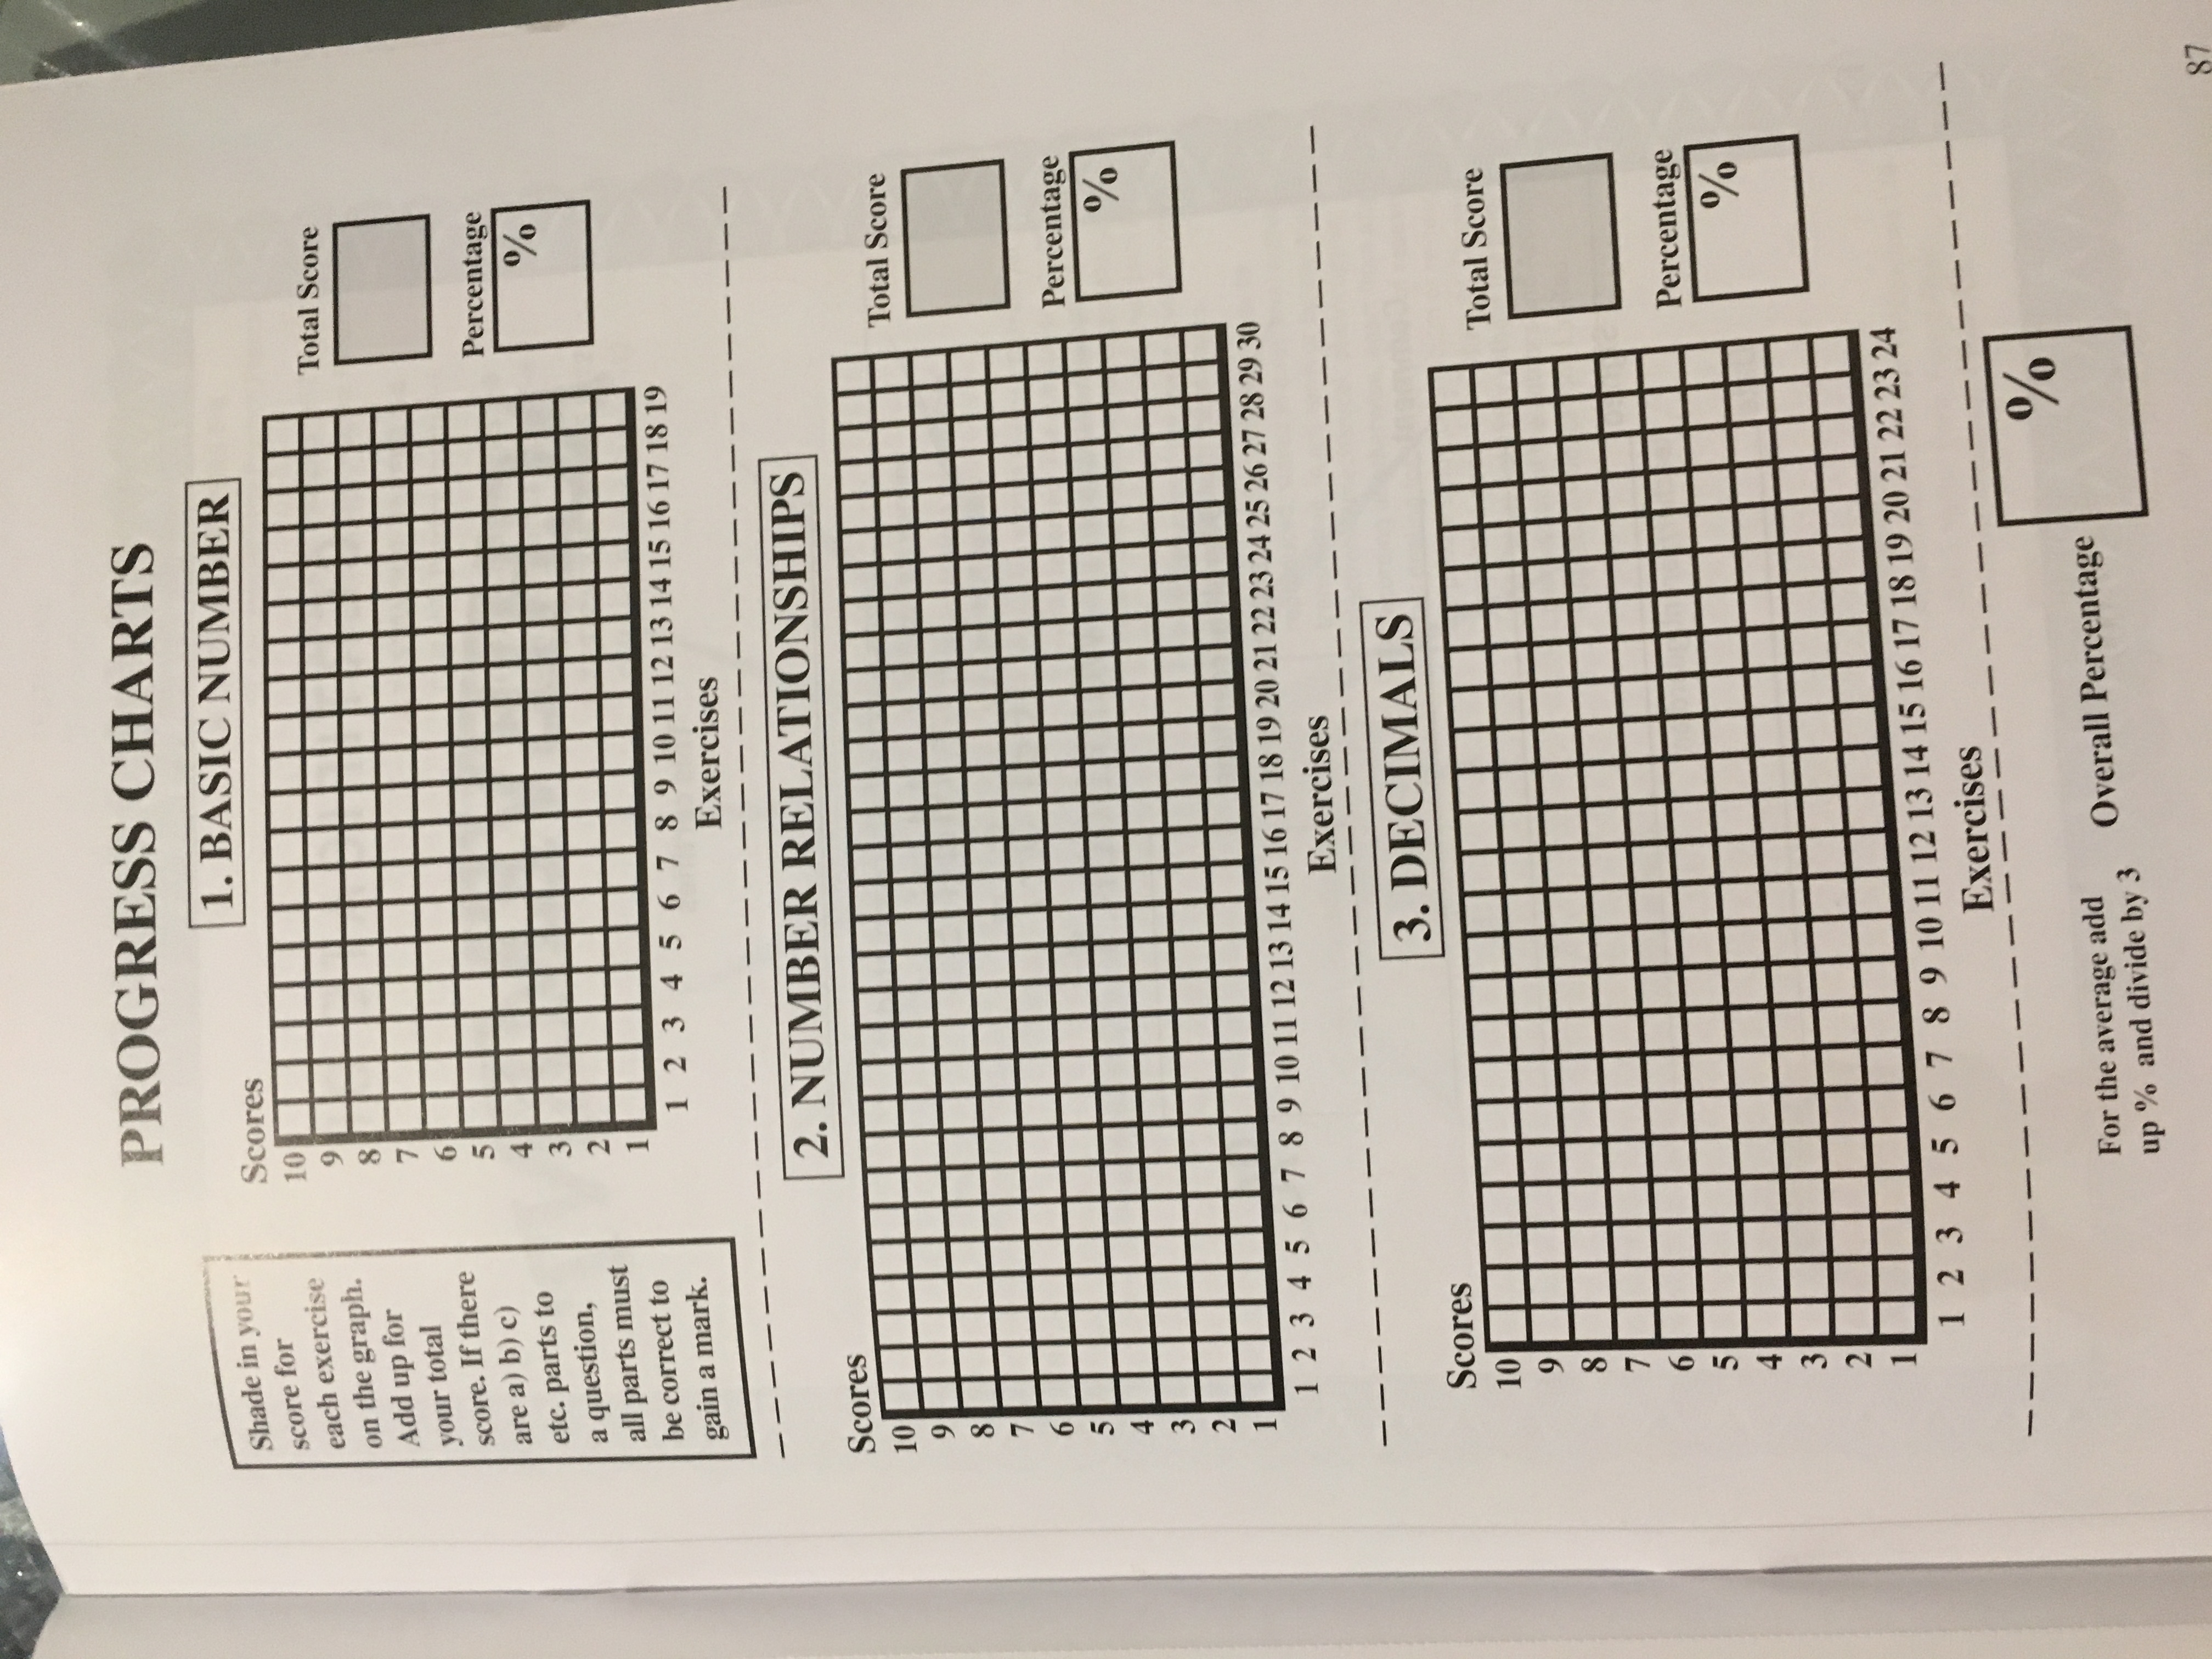 PROGRESS CHARTS
Shade in your
score for
each exercise
on the graph.
Add up for
your total
score. If there
are a) b) c)
etc. parts to
a question,
all parts must
be correct to
gain a mark.
1. BASIC NUMBER
Scores
10
9
8
7
6
5
4
3
2
1
1 2 3 4 5 6 7 8 9 10 11 12 13 14 15 16 17 18 19
Exercises
Total Score
Percentage
%
2. NUMBER RELATIONSHIPS
Scores
10
9
8
7
6
5
4
3
2
1
1 2 3 4 5 6 7 8 9 10 11 12 13 14 15 16 17 18 19 20 21 22 23 24 25 26 27 28 29 30
Exercises
Total Score
Percentage
%
3. DECIMALS
Scores
10
9
8
7
6
5
4
3
2
1
1 2 3 4 5 6 7 8 9 10 11 12 13 14 15 16 17 18 19 20 21 22 23 24
Exercises
Total Score
Percentage
%
For the average add
up % and divide by 3
Overall Percentage
%
87